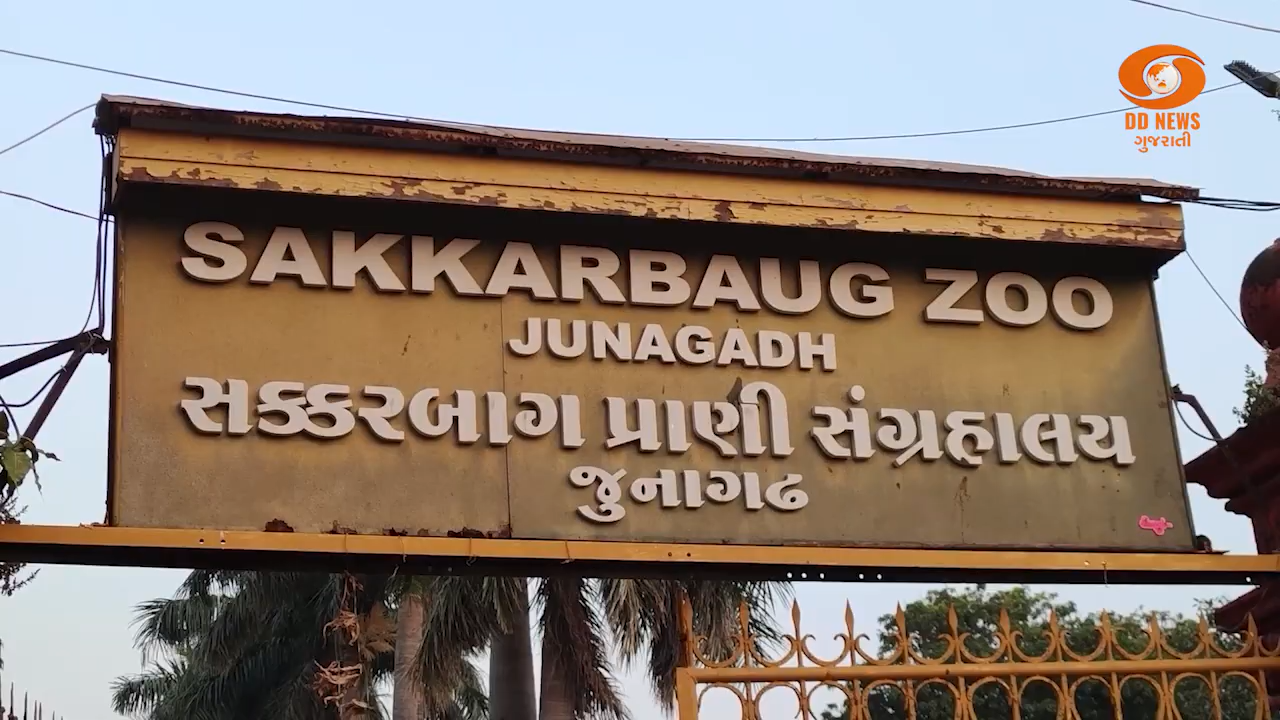 DD NEWS
ગુજરાતી
SAKKARBAUG ZOO
JUNAGADH
સક્કરબાગ પ્રાણી સંગ્રહાલય
જુનાગઢ